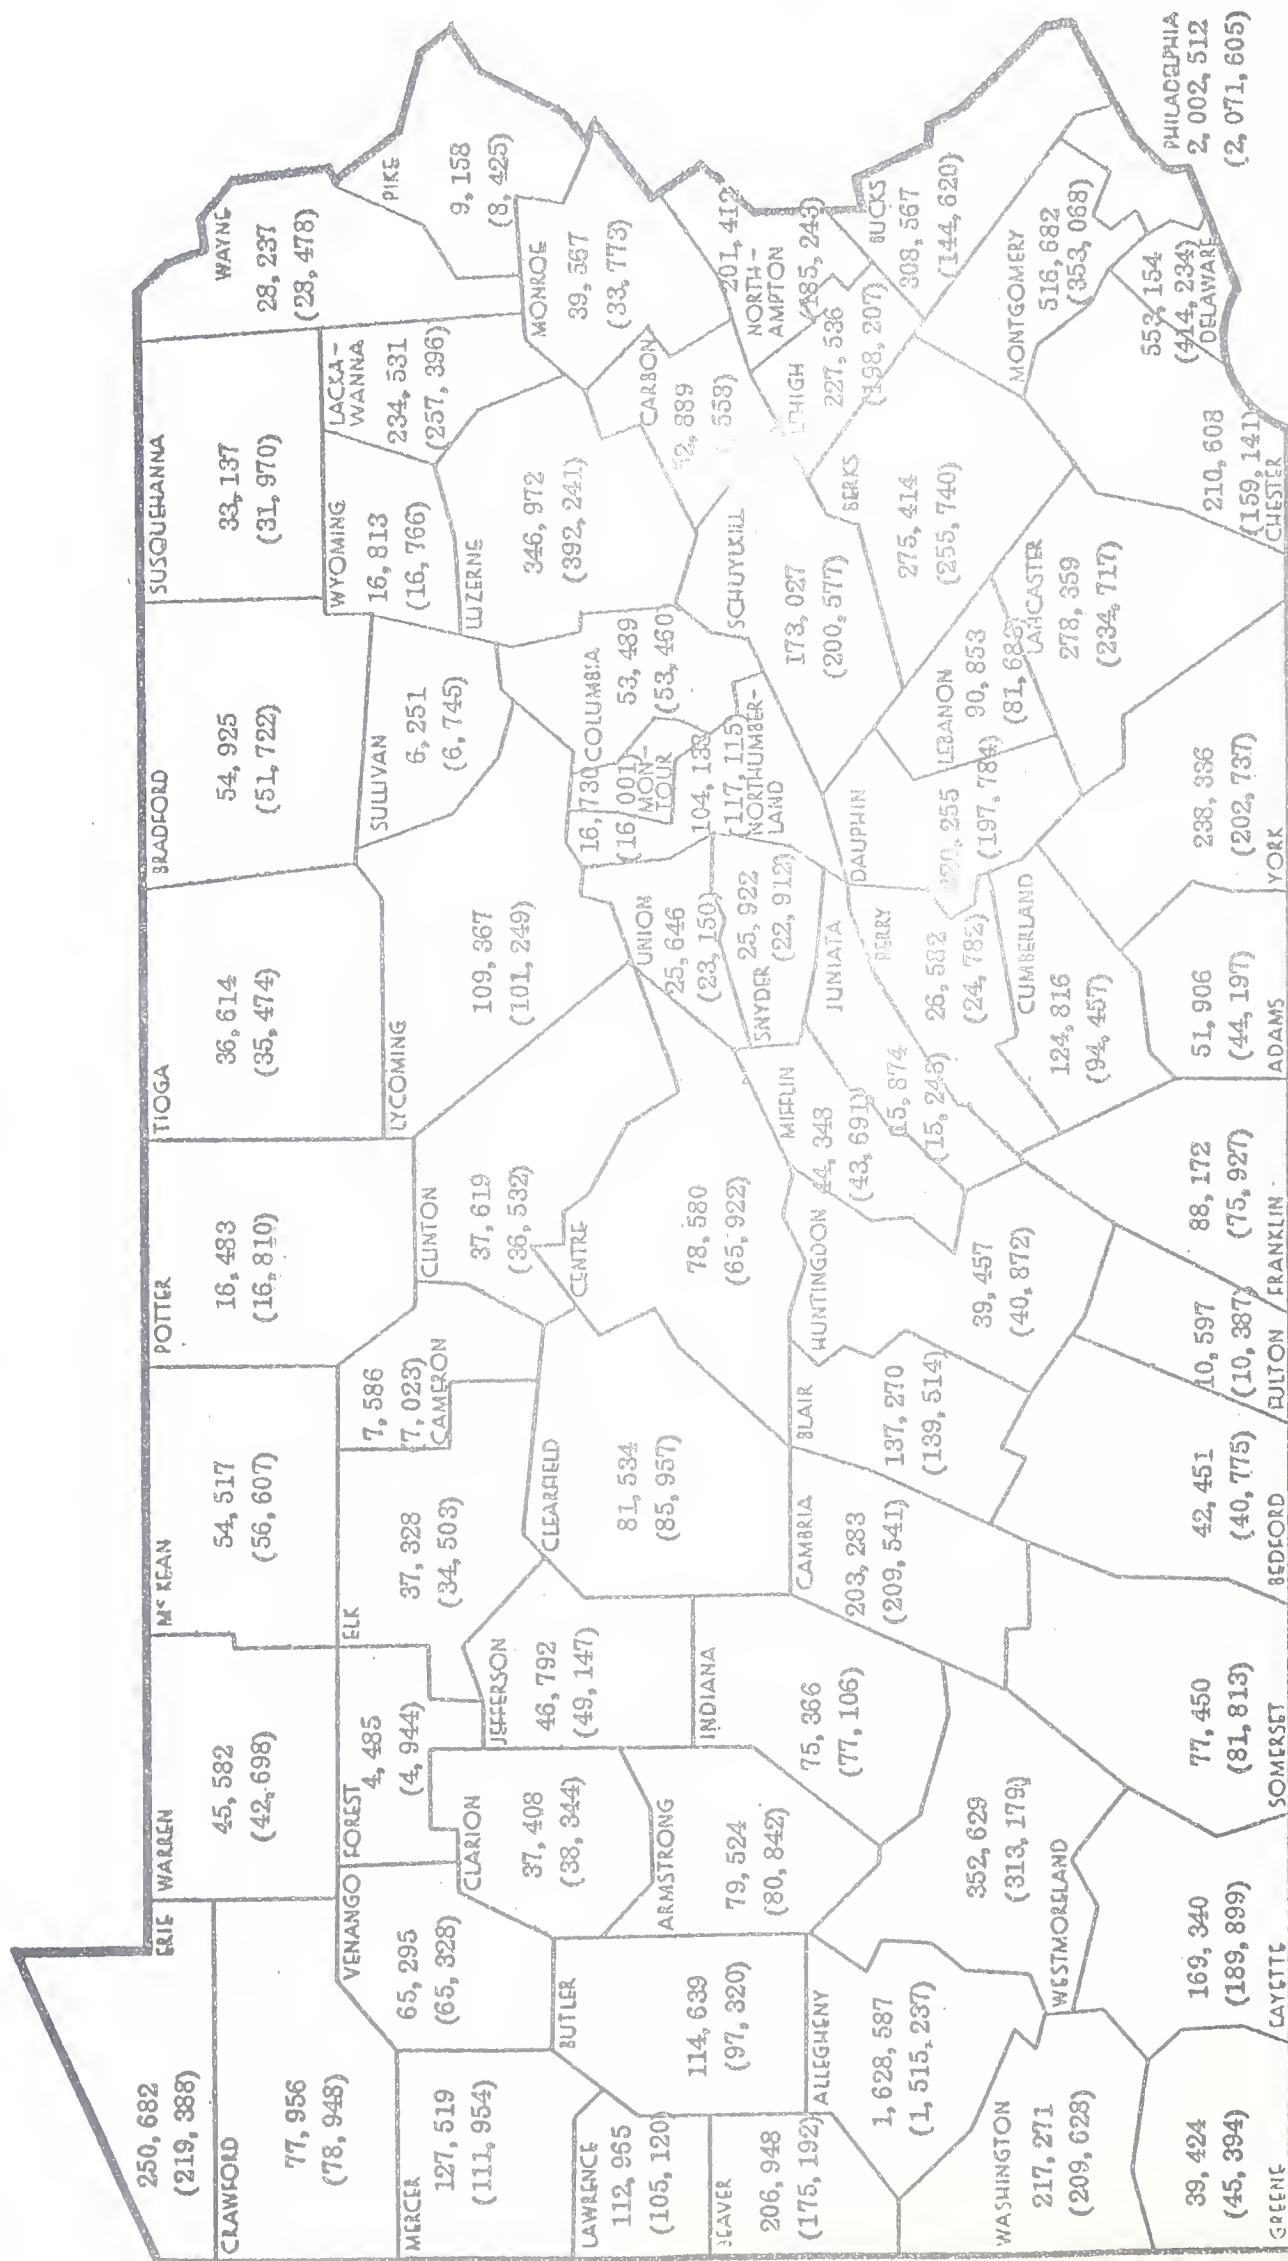 ERIE
250, 682
(219, 388)
CRAWFORD
77, 956
(78, 948)
WARREN
45, 582
(42, 698)
Mc KEAN
54, 517
(56, 607)
POTTER
16, 483
(16, 810)
TIOGA
36, 614
(35, 474)
BRADFORD
54, 925
(51, 722)
SUSQUEHANNA
33, 137
(31, 970)
WAYNE
28, 237
(28, 478)
PIKE
9, 158
(8, 425)
MERCER
127, 519
(111, 954)
VENANGO
65, 295
(65, 328)
FOREST
4, 485
(4, 944)
ELK
37, 328
(34, 503)
7, 586
(7, 023)
CAMERON
CLINTON
37, 619
(36, 532)
LYCOMING
109, 367
(101, 249)
SULLIVAN
6, 251
(6, 745)
WYOMING
16, 813
(16, 766)
LACKA-
WANNA
234, 531
(257, 396)
LUZERNE
346, 972
(392, 241)
MONROE
39, 567
(33, 773)
CARBON
889
558)
LAWRENCE
112, 965
(105, 120)
BUTLER
114, 639
(97, 320)
CLARION
37, 408
(38, 344)
JEFFERSON
46, 792
(49, 147)
CLEARFIELD
81, 534
(85, 957)
CENTRE
78, 580
(65, 922)
UNION
25, 646
(23, 150)
16, 730
(16, 001)
MON-
TOUR
COLUMBIA
53, 489
(53, 460)
104, 138
(117, 115)
NORTHUMBER-
LAND
SNYDER 25, 922
(22, 912)
SCHUYLKILL
173, 027
(200, 577)
201, 412
NORTH-
AMPTON
(185, 243)
LEHIGH
227, 536
(198, 207)
BUCKS
308, 567
(144, 620)
BEAVER
206, 948
(175, 192)
ALLEGHENY
1, 628, 587
(1, 515, 237)
ARMSTRONG
79, 524
(80, 842)
INDIANA
75, 366
(77, 106)
CAMBRIA
203, 283
(209, 541)
BLAIR
137, 270
(139, 514)
HUNTINGDON
39, 457
(40, 872)
MIFFLIN
44, 348
(43, 691)
JUNIATA
15, 874
(15, 243)
PERRY
26, 582
(24, 782)
DAUPHIN
220, 255
(197, 784)
LEBANON
90, 853
BERKS
275, 414
(255, 740)
MONTGOMERY
516, 682
(353, 068)
PHILADELPHIA
2, 002, 512
(2, 071, 605)
WASHINGTON
217, 271
(209, 628)
WESTMORELAND
352, 629
(313, 179)
CUMBERLAND
124, 816
(94, 457)
LANCASTER
278, 359
(234, 717)
553, 154
(414, 234)
DELAWARE
39, 424
(45, 394)
GREENE
169, 340
(189, 899)
FAYETTE
77, 450
(81, 813)
SOMERSET
42, 451
(40, 775)
BEDFORD
10, 597
(10, 387)
FULTON
88, 172
(75, 927)
FRANKLIN
51, 906
(44, 197)
ADAMS
238, 336
(202, 737)
YORK
210, 608
(159, 141)
CHESTER